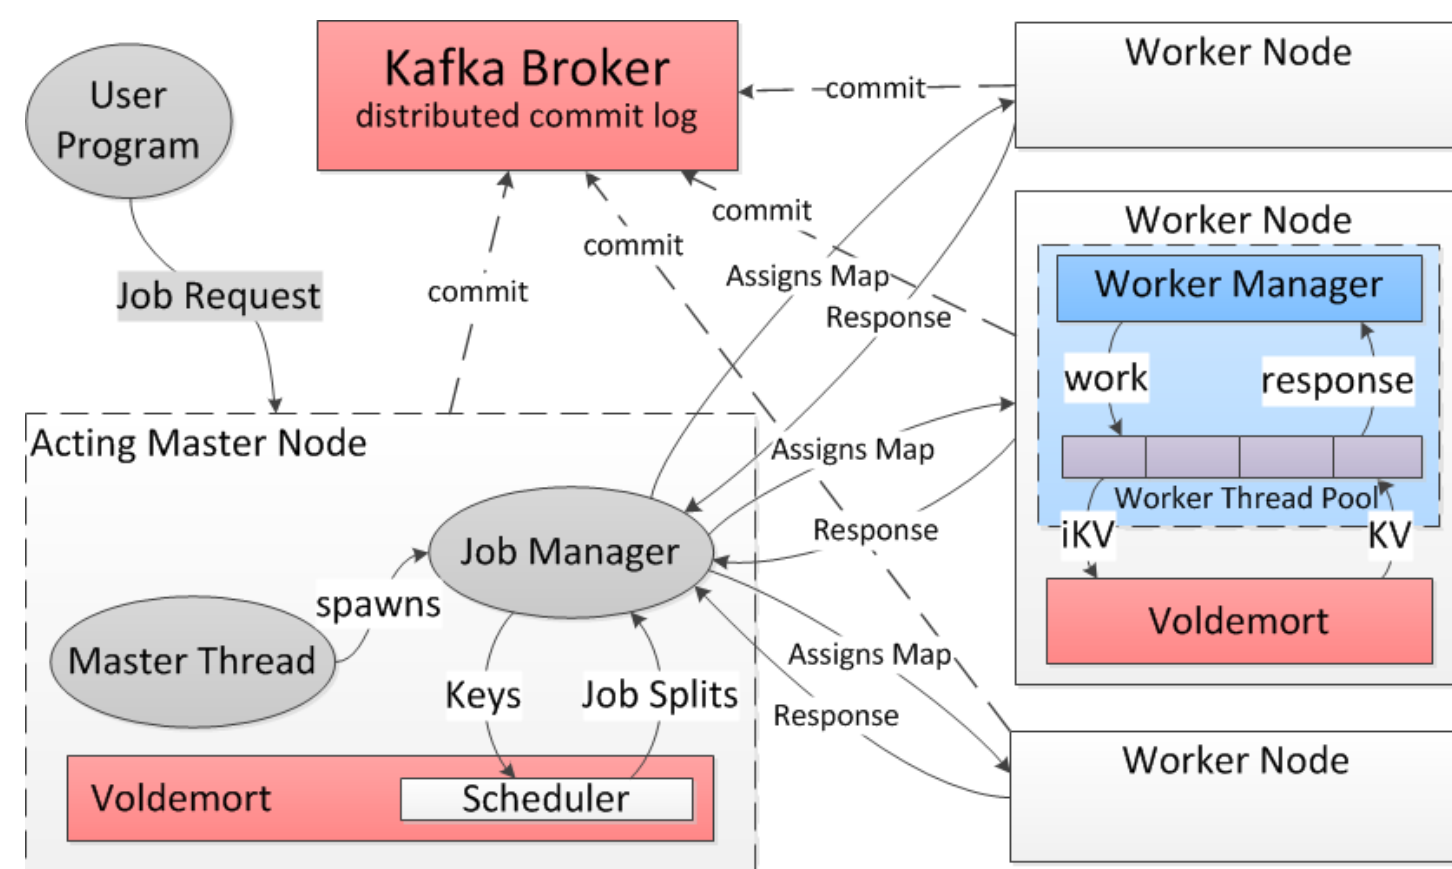 User
Program
Job Request
Kafka Broker
distributed commit log
commit
commit
commit
commit
Assigns Map
Response
Assigns Map
Response
Assigns Map
Response
Acting Master Node
Job Manager
spawns
Master Thread
Keys
Job Splits
Voldemort
Scheduler
Worker Node
Worker Node
Worker Manager
work
response
Worker Thread Pool
iKV
KV
Voldemort
Worker Node